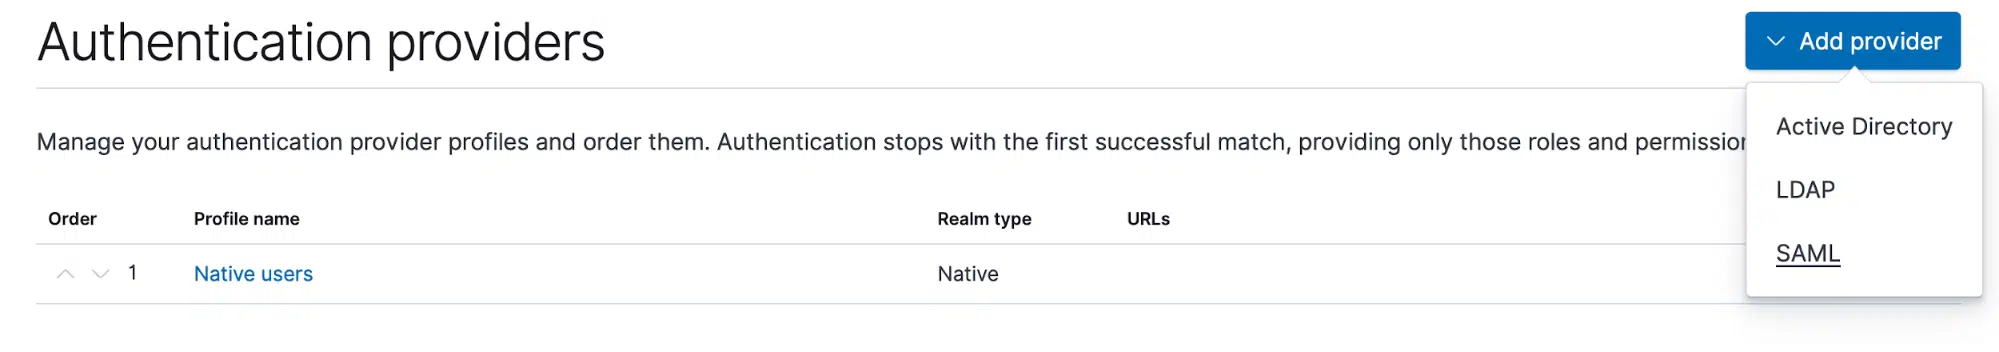 Authentication providers
Add provider
Manage your authentication provider profiles and order them. Authentication stops with the first successful match, providing only those roles and
Active Directory
LDAP
SAML
Order Profile name Realm type URLs
1 Native users Native